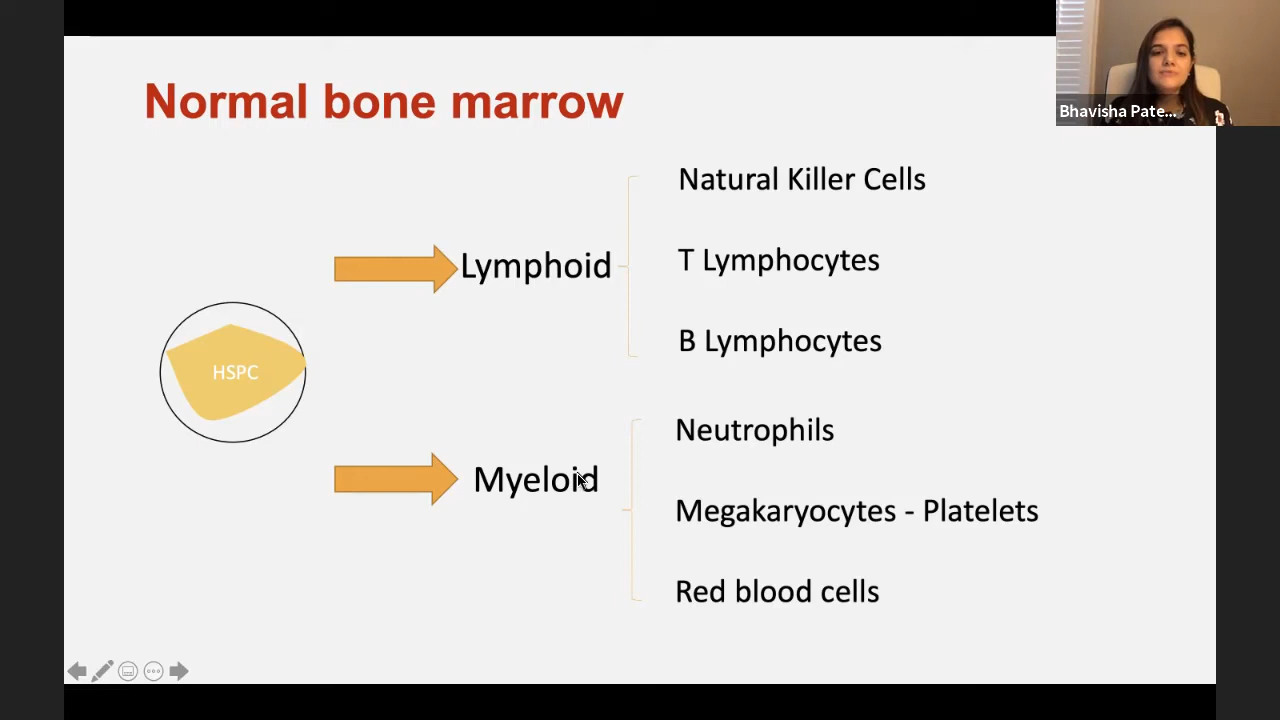 Normal bone marrow
Bhavisha Pate...
Natural Killer Cells
Lymphoid
T Lymphocytes
B Lymphocytes
HSPC
Neutrophils
Myeloid
Megakaryocytes - Platelets
Red blood cells